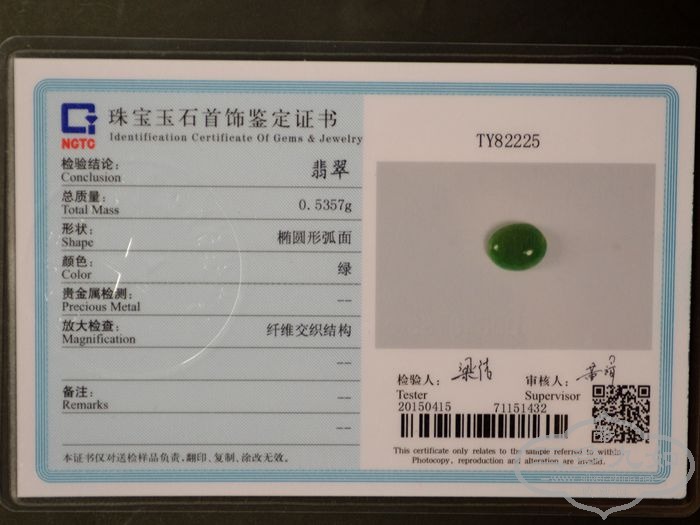 NGTC
珠宝玉石首饰鉴定证书
Identification Certificate Of Gems & Jewelry
检验结论: 翡翠
Conclusion
总质量: 0.5357g
Total Mass
形状: 椭圆形弧面
Shape
颜色: 绿
Color
贵金属检测: --
Precious Metal
放大检查: 纤维交织结构
Magnification
--
备注:
Remarks --
--
本证书仅对送检样品负责,翻印、复制、涂改无效。
TY82225
检验人: 梁洁 审核人:
Tester Supervisor
20150415 71151432
This certificate only relates to the sample referred to within.
Photocopy, reproduction and alteration are invalid.